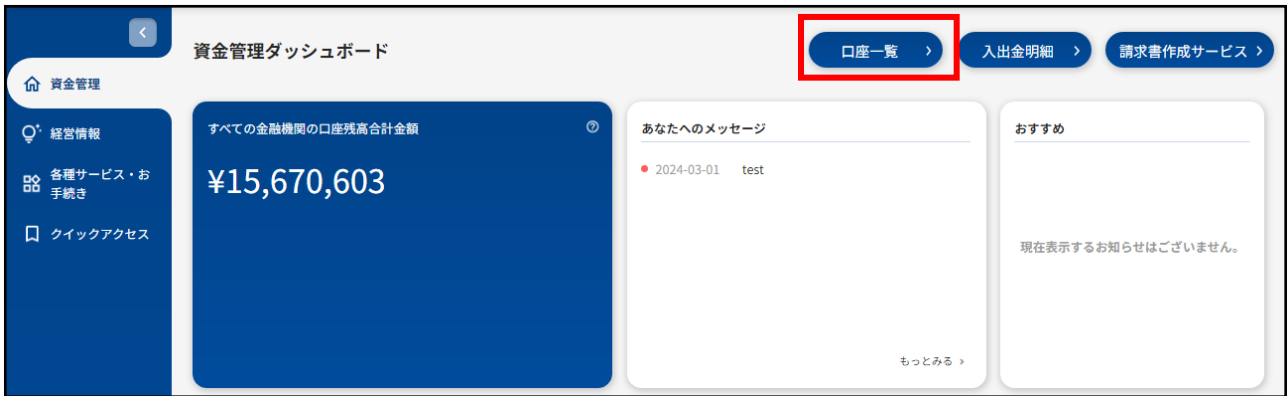 資金管理ダッシュボード
口座一覧
入出金明細
請求書作成サービス
資金管理
経営情報
各種サービス・お
手続き
クイックアクセス
すべての金融機関の口座残高合計金額
¥15,670,603
あなたへのメッセージ
2024-03-01 test
もっとみる
おすすめ
現在表示するお知らせはございません。